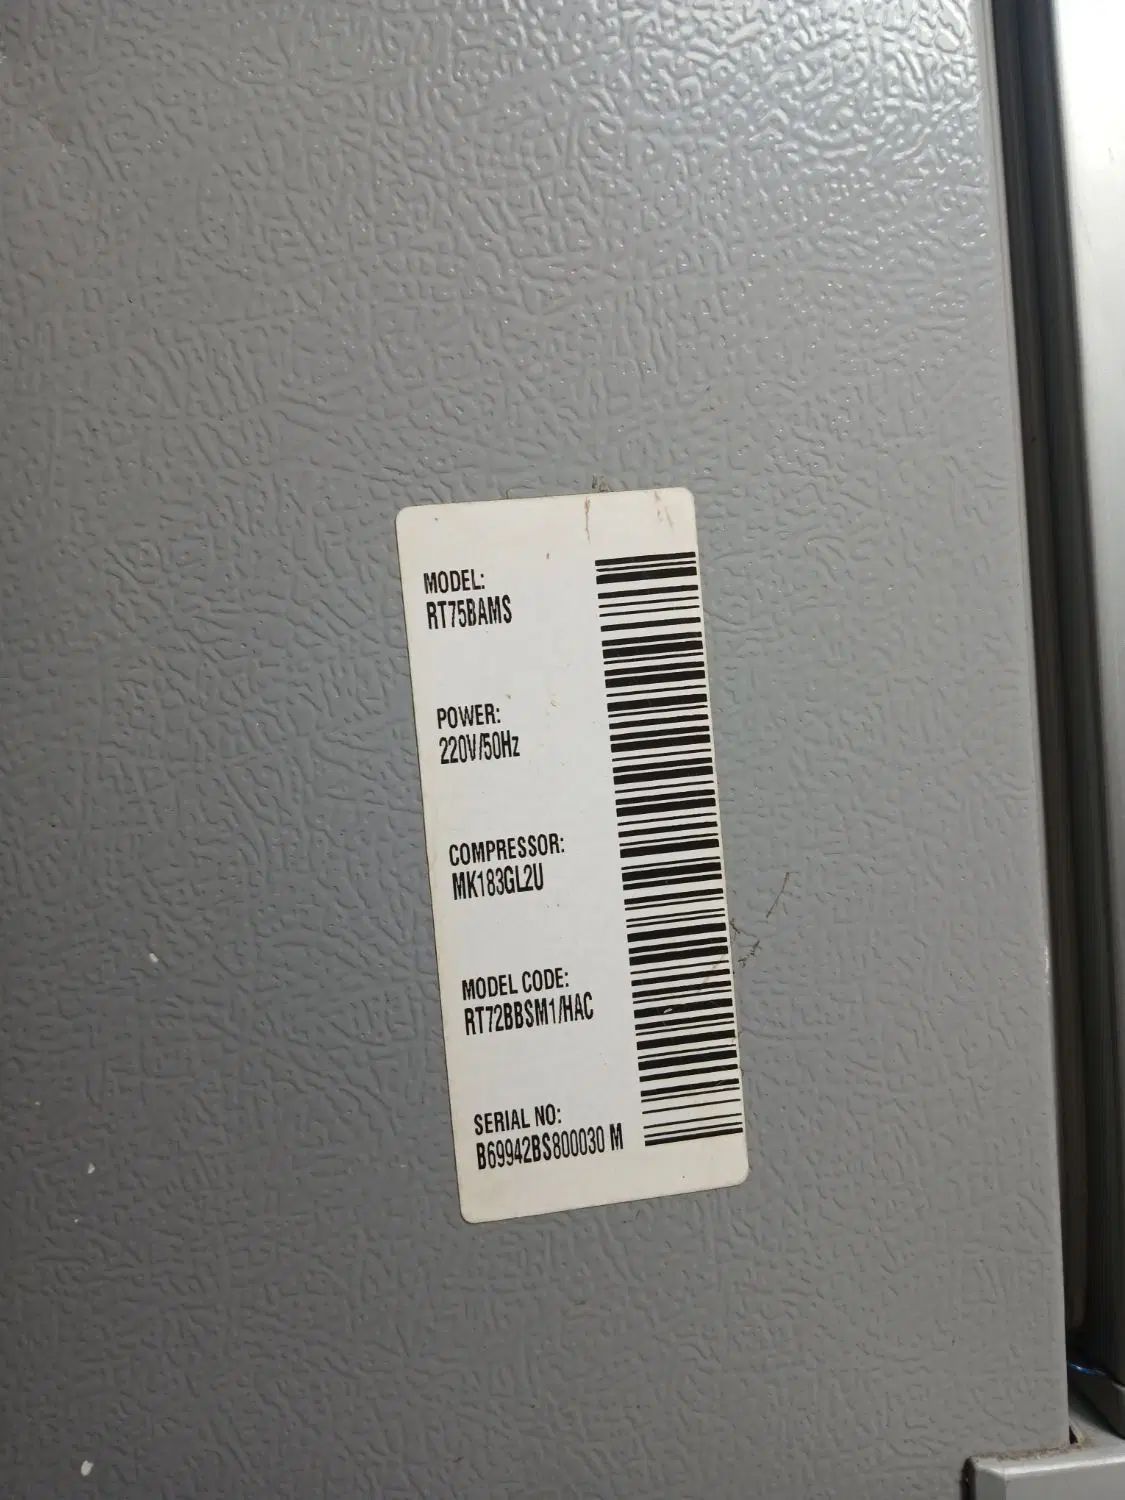 MODEL:
RT75BAMS
POWER:
220V/50Hz
COMPRESSOR:
MK183GL2U
MODEL CODE:
RT72BBSM1/HAC
SERIAL NO:
B69942BS800030 M